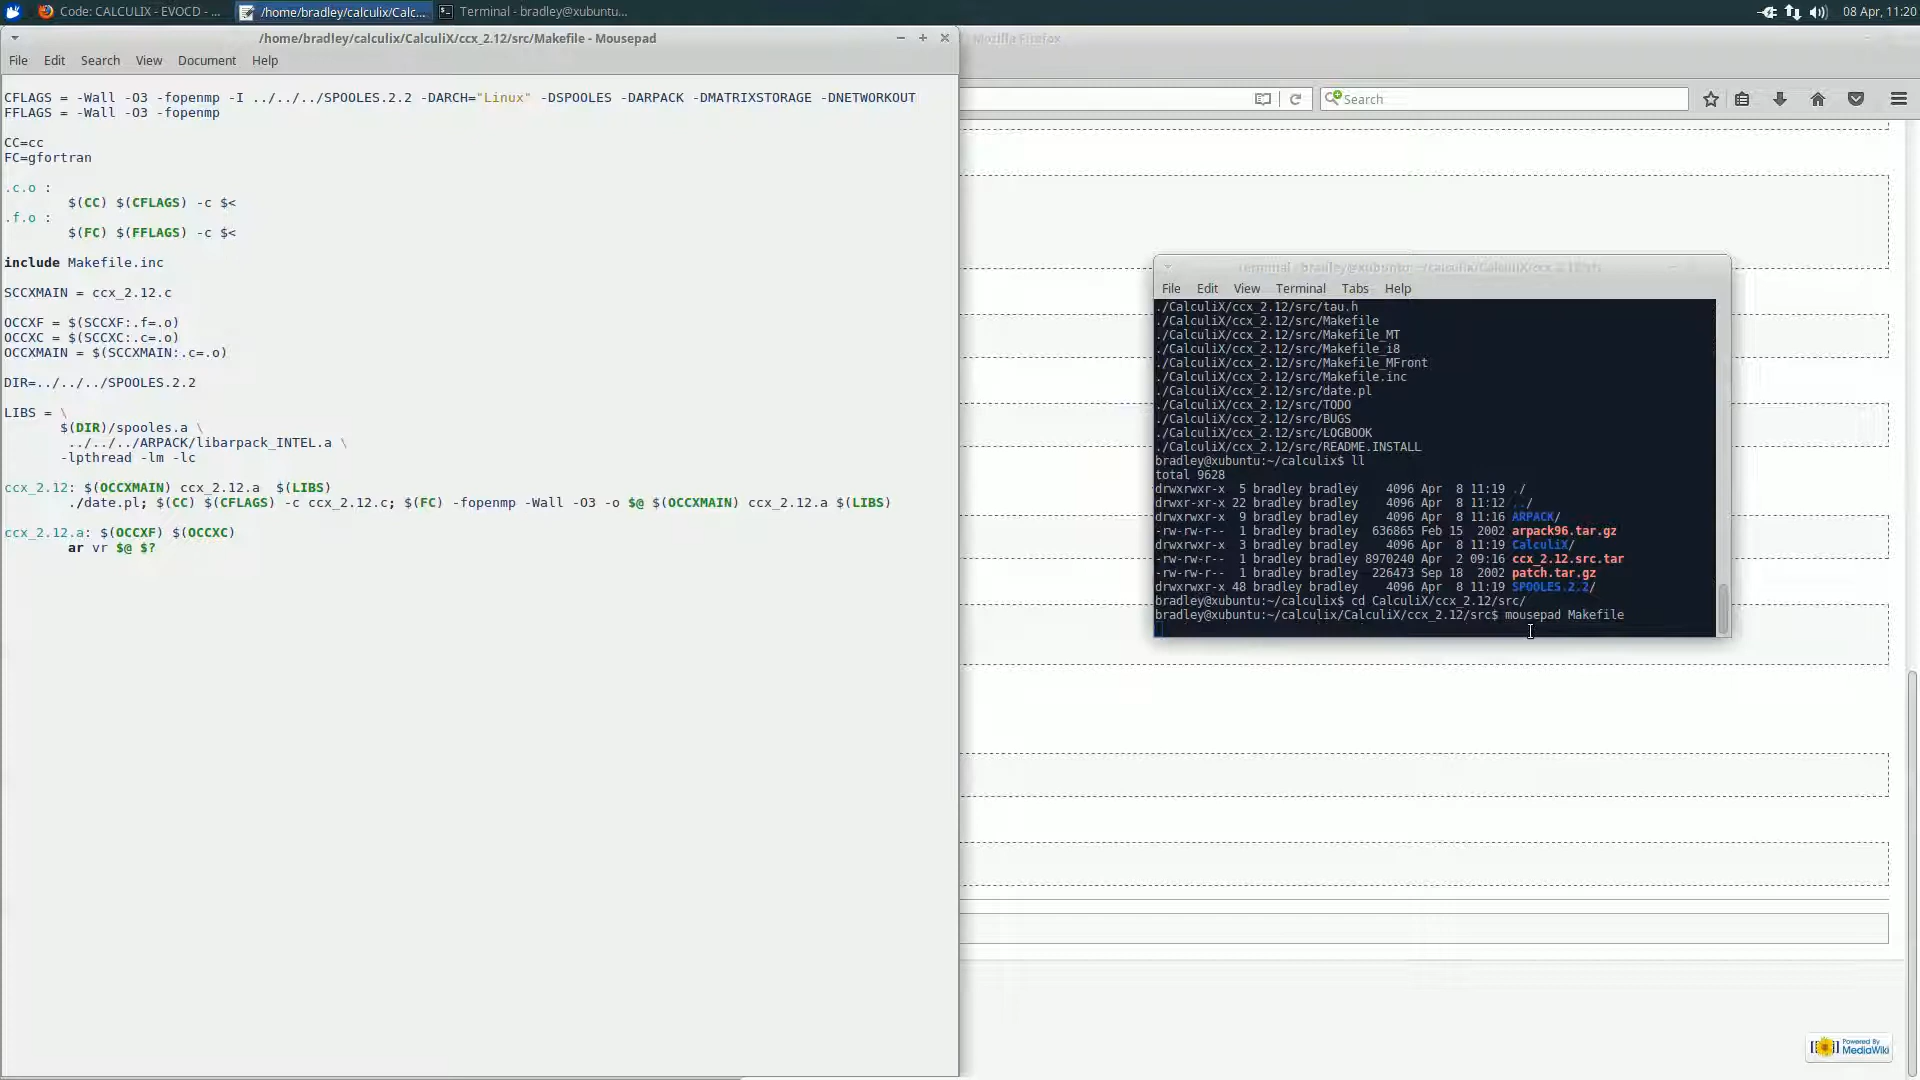 Code: CALCULIX - EVOCD - ...
/home/bradley/calculix/Calc...
Terminal - bradley@xubuntu...
08 Apr, 11:20
/home/bradley/calculix/CalculiX/ccx_2.12/src/Makefile - Mousepad
File Edit Search View Document Help
CFLAGS = -Wall -O3 -fopenmp -I ../../../SPOOLES.2.2 -DARCH="Linux" -DSPOOLES -DARPACK -DMATRIXSTORAGE -DNETWORKOUT
FFLAGS = -Wall -O3 -fopenmp
CC=cc
FC=gfortran
.c.o :
$(CC) $(CFLAGS) -c $<
.f.o :
$(FC) $(FFLAGS) -c $<
include Makefile.inc
SCCXMAIN = ccx_2.12.c
OCCXF = $(SCCXF:.f=.o)
OCCXC = $(SCCXC:.c=.o)
OCCXMAIN = $(SCCXMAIN:.c=.o)
DIR=../../../SPOOLES.2.2
LIBS = \
$(DIR)/spooles.a \
../../../ARPACK/libarpack_INTEL.a \
-lpthread -lm -lc
ccx_2.12: $(OCCXMAIN) ccx_2.12.a $(LIBS)
./date.pl; $(CC) $(CFLAGS) -c ccx_2.12.c; $(FC) -fopenmp -Wall -O3 -o $@ $(OCCXMAIN) ccx_2.12.a $(LIBS)
ccx_2.12.a: $(OCCXF) $(OCCXC)
ar vr $@ $?
Mozilla Firefox
Search
Terminal - bradley@xubuntu: ~/calculix/CalculiX/ccx_2.12/src
File Edit View Terminal Tabs Help
./CalculiX/ccx_2.12/src/tau.h
./CalculiX/ccx_2.12/src/Makefile
./CalculiX/ccx_2.12/src/Makefile_MT
./CalculiX/ccx_2.12/src/Makefile_i8
./CalculiX/ccx_2.12/src/Makefile_MFront
./CalculiX/ccx_2.12/src/Makefile.inc
./CalculiX/ccx_2.12/src/date.pl
./CalculiX/ccx_2.12/src/TODO
./CalculiX/ccx_2.12/src/BUGS
./CalculiX/ccx_2.12/src/LOGBOOK
./CalculiX/ccx_2.12/src/README.INSTALL
bradley@xubuntu:~/calculix$ ll
total 9628
drwxrwxr-x 5 bradley bradley 4096 Apr 8 11:19 ./
drwxr-xr-x 22 bradley bradley 4096 Apr 8 11:12 ../
drwxrwxr-x 9 bradley bradley 4096 Apr 8 11:16 ARPACK/
-rw-rw-r-- 1 bradley bradley 636865 Feb 15 2002 arpack96.tar.gz
drwxrwxr-x 3 bradley bradley 4096 Apr 8 11:19 CalculiX/
-rw-rw-r-- 1 bradley bradley 8970240 Apr 2 09:16 ccx_2.12.src.tar
-rw-rw-r-- 1 bradley bradley 226473 Sep 18 2002 patch.tar.gz
drwxrwxr-x 48 bradley bradley 4096 Apr 8 11:19 SPOOLES.2.2/
bradley@xubuntu:~/calculix$ cd CalculiX/ccx_2.12/src/
bradley@xubuntu:~/calculix/CalculiX/ccx_2.12/src$ mousepad Makefile
Powered By
MediaWiki